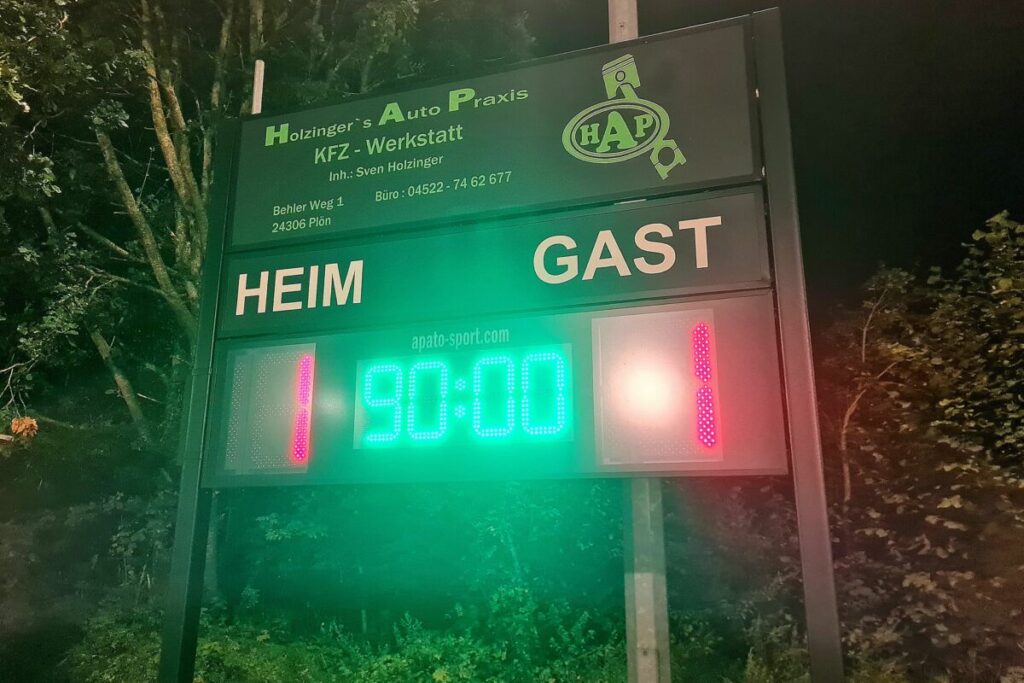 Holzinger`s Auto Praxis
KFZ - Werkstatt
Inh.: Sven Holzinger
Büro : 04522 - 74 62 677
Behler Weg 1
24306 Plön
HAP
HEIM
GAST
apato-sport.com
1
90:00
1